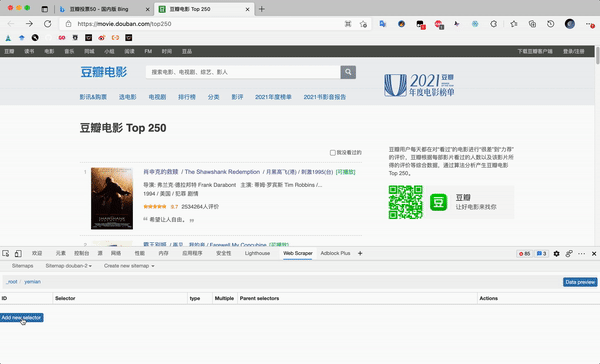 豆瓣投票50 - 国内版 Bing
豆瓣电影 Top 250
https://movie.douban.com/top250
豆瓣 读书 电影 音乐 同城 小组 阅读 FM 时间 豆品
下载豆瓣客户端 登录/注册
豆瓣电影
搜索电影、电视剧、综艺、影人
影讯&购票 选电影 电视剧 排行榜 分类 影评 2021年度榜单 2021书影音报告
2021 豆瓣
年度电影榜单
豆瓣电影 Top 250
我没看过的
1
肖申克的救赎 / The Shawshank Redemption / 月黑高飞(港) / 刺激1995(台) [可播放]
导演: 弗兰克·德拉邦特 Frank Darabont 主演: 蒂姆·罗宾斯 Tim Robbins /...
1994 / 美国 / 犯罪 剧情
9.7 2534264人评价
希望让人自由。
2
霸王别姬 / 再见，我的妾 / Farewell My Concubine [可播放]
豆瓣用户每天都在对“看过”的电影进行“很差”到“力荐”
的评价，豆瓣根据每部影片看过的人数以及该影片所
得的评价等综合数据，通过算法分析产生豆瓣电影
Top 250。
豆
豆瓣
让好电影来找你
欢迎 元素 控制台 源 网络 性能 内存 应用程序 安全性 Lighthouse Web Scraper Adblock Plus
85 3
Sitemaps Sitemap douban-2 Create new sitemap
_root / yemian
Data preview
ID Selector type Multiple Parent selectors Actions
Add new selector